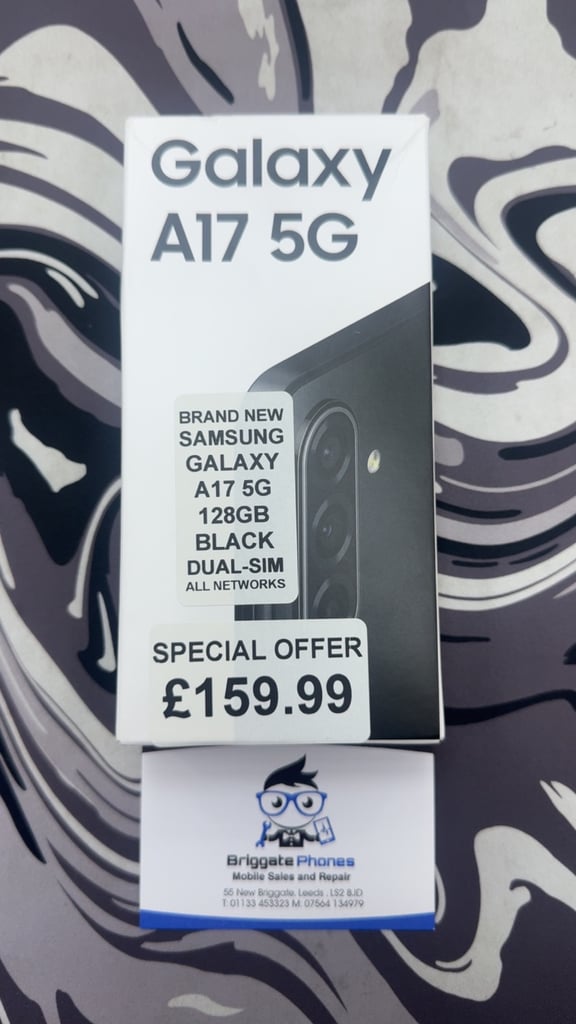 Galaxy
A17 5G
BRAND NEW
SAMSUNG
GALAXY
A17 5G
128GB
BLACK
DUAL-SIM
ALL NETWORKS
SPECIAL OFFER
£159.99
Briggate Phones
Mobile Sales and Repair
55 New Briggate, Leeds , LS2 8JD
T: 01133 453323 M: 07564 134979